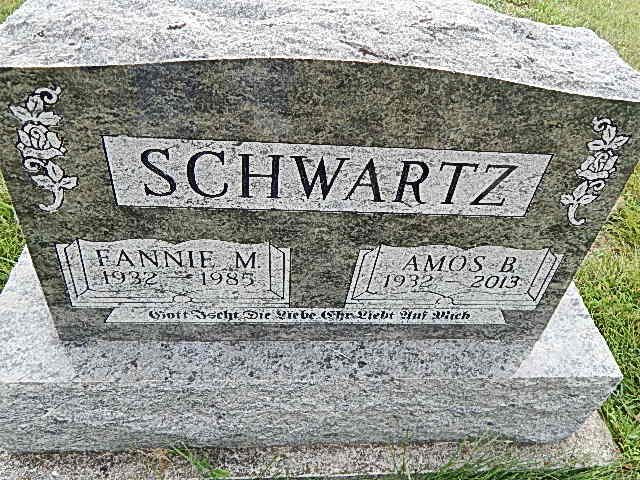 SCHWARTZ
FANNIE M.
1932 - 1985
AMOS B.
1932 - 2013
Gott Ischt Die Liebe Ehr Liebt Auf Mich